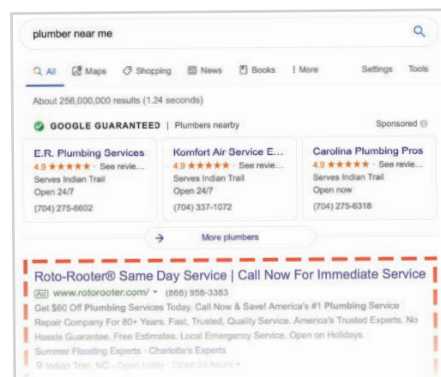 plumber near me
All Maps Shopping News Books More Settings Tools
About 256,000,000 results (1.24 seconds)
GOOGLE GUARANTEED | Plumbers nearby Sponsored
E.R. Plumbing Services Komfort Air Service E... Carolina Plumbing Pros
4.9 ★★★★★ · See revie... 4.9 ★★★★★ · See revie... 4.9 ★★★★★ · See revie...
Serves Indian Trail Serves Indian Trail Serves Indian Trail
Open 24/7 Open 24/7 Open now
(704) 275-6602 (704) 337-1072 (704) 275-6318
→ More plumbers
Roto-Rooter® Same Day Service | Call Now For Immediate Service
Ad www.rotorooter.com/ (866) 958-3383
Get $60 Off Plumbing Services Today. Call Now & Save! America's #1 Plumbing Service
Repair Company For 80+ Years. Fast, Trusted, Quality Service. America's Trusted Experts. No
Hassle Guarantee. Free Estimates. Local Emergency Service. Open on Holidays.
Summer Flooding Experts · Charlotte's Experts
Indian Trail, NC · Open today · Open 24 hours